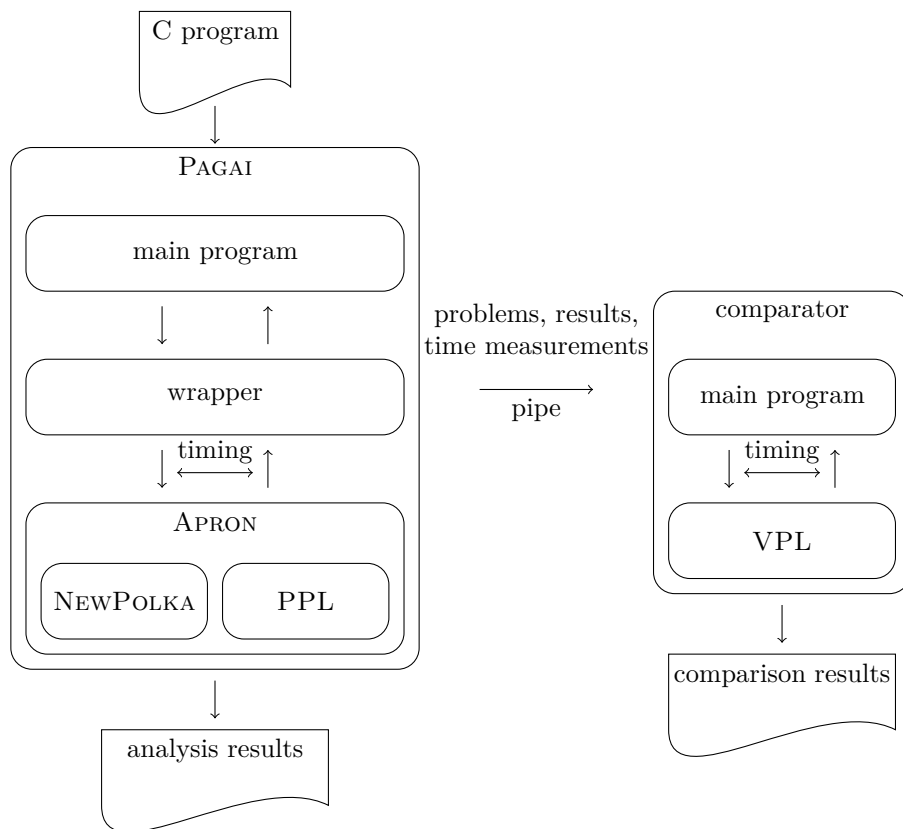 C program
PAGAI
main program
wrapper
timing
APRON
NEWPOLKA
PPL
analysis results
problems, results,
time measurements
pipe
comparator
main program
timing
VPL
comparison results